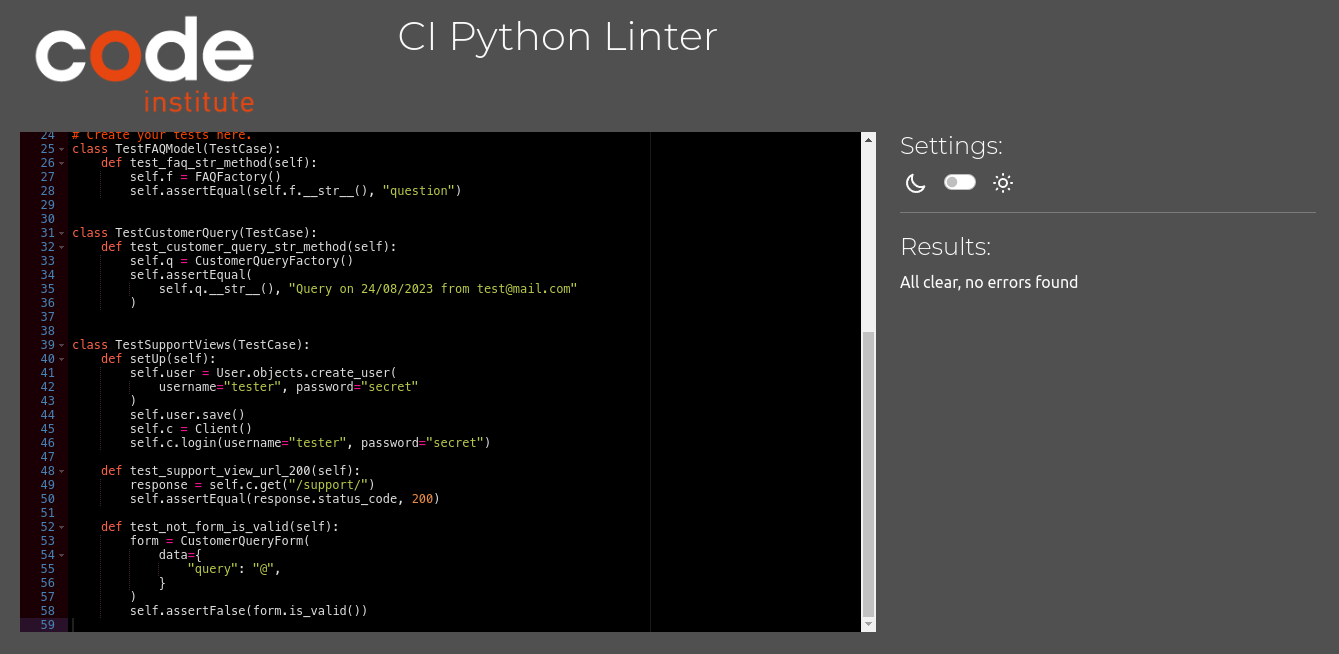 code
institute
CI Python Linter
24 # Create your tests here.
25 class TestFAQModel(TestCase):
26     def test_faq_str_method(self):
27         self.f = FAQFactory()
28         self.assertEqual(self.f.__str__(), "question")
29
30
31 class TestCustomerQuery(TestCase):
32     def test_customer_query_str_method(self):
33         self.q = CustomerQueryFactory()
34         self.assertEqual(
35             self.q.__str__(), "Query on 24/08/2023 from test@mail.com"
36         )
37
38
39 class TestSupportViews(TestCase):
40     def setUp(self):
41         self.user = User.objects.create_user(
42             username="tester", password="secret"
43         )
44         self.user.save()
45         self.c = Client()
46         self.c.login(username="tester", password="secret")
47
48     def test_support_view_url_200(self):
49         response = self.c.get("/support/")
50         self.assertEqual(response.status_code, 200)
51
52     def test_not_form_is_valid(self):
53         form = CustomerQueryForm(
54             data={
55                 "query": "@",
56             }
57         )
58         self.assertFalse(form.is_valid())
59
Settings:
Results:
All clear, no errors found